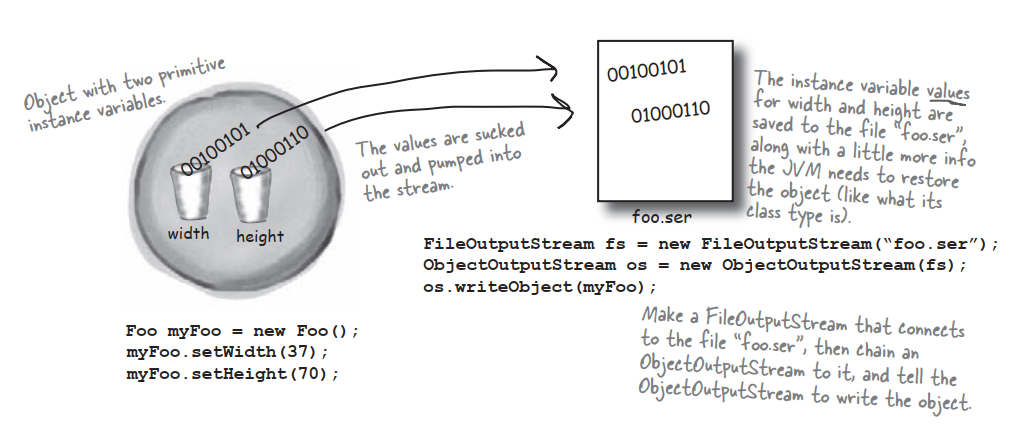 Object with two primitive
instance variables.
00100101
01000110
width
height
The values are sucked
out and pumped into
the stream.
00100101
01000110
foo.ser
The instance variable values
for width and height are
saved to the file “foo.ser”,
along with a little more info
the JVM needs to restore
the object (like what its
class type is).
Foo myFoo = new Foo();
myFoo.setWidth(37);
myFoo.setHeight(70);
FileOutputStream fs = new FileOutputStream(“foo.ser”);
ObjectOutputStream os = new ObjectOutputStream(fs);
os.writeObject(myFoo);
Make a FileOutputStream that connects
to the file “foo.ser”, then chain an
ObjectOutputStream to it, and tell the
ObjectOutputStream to write the object.